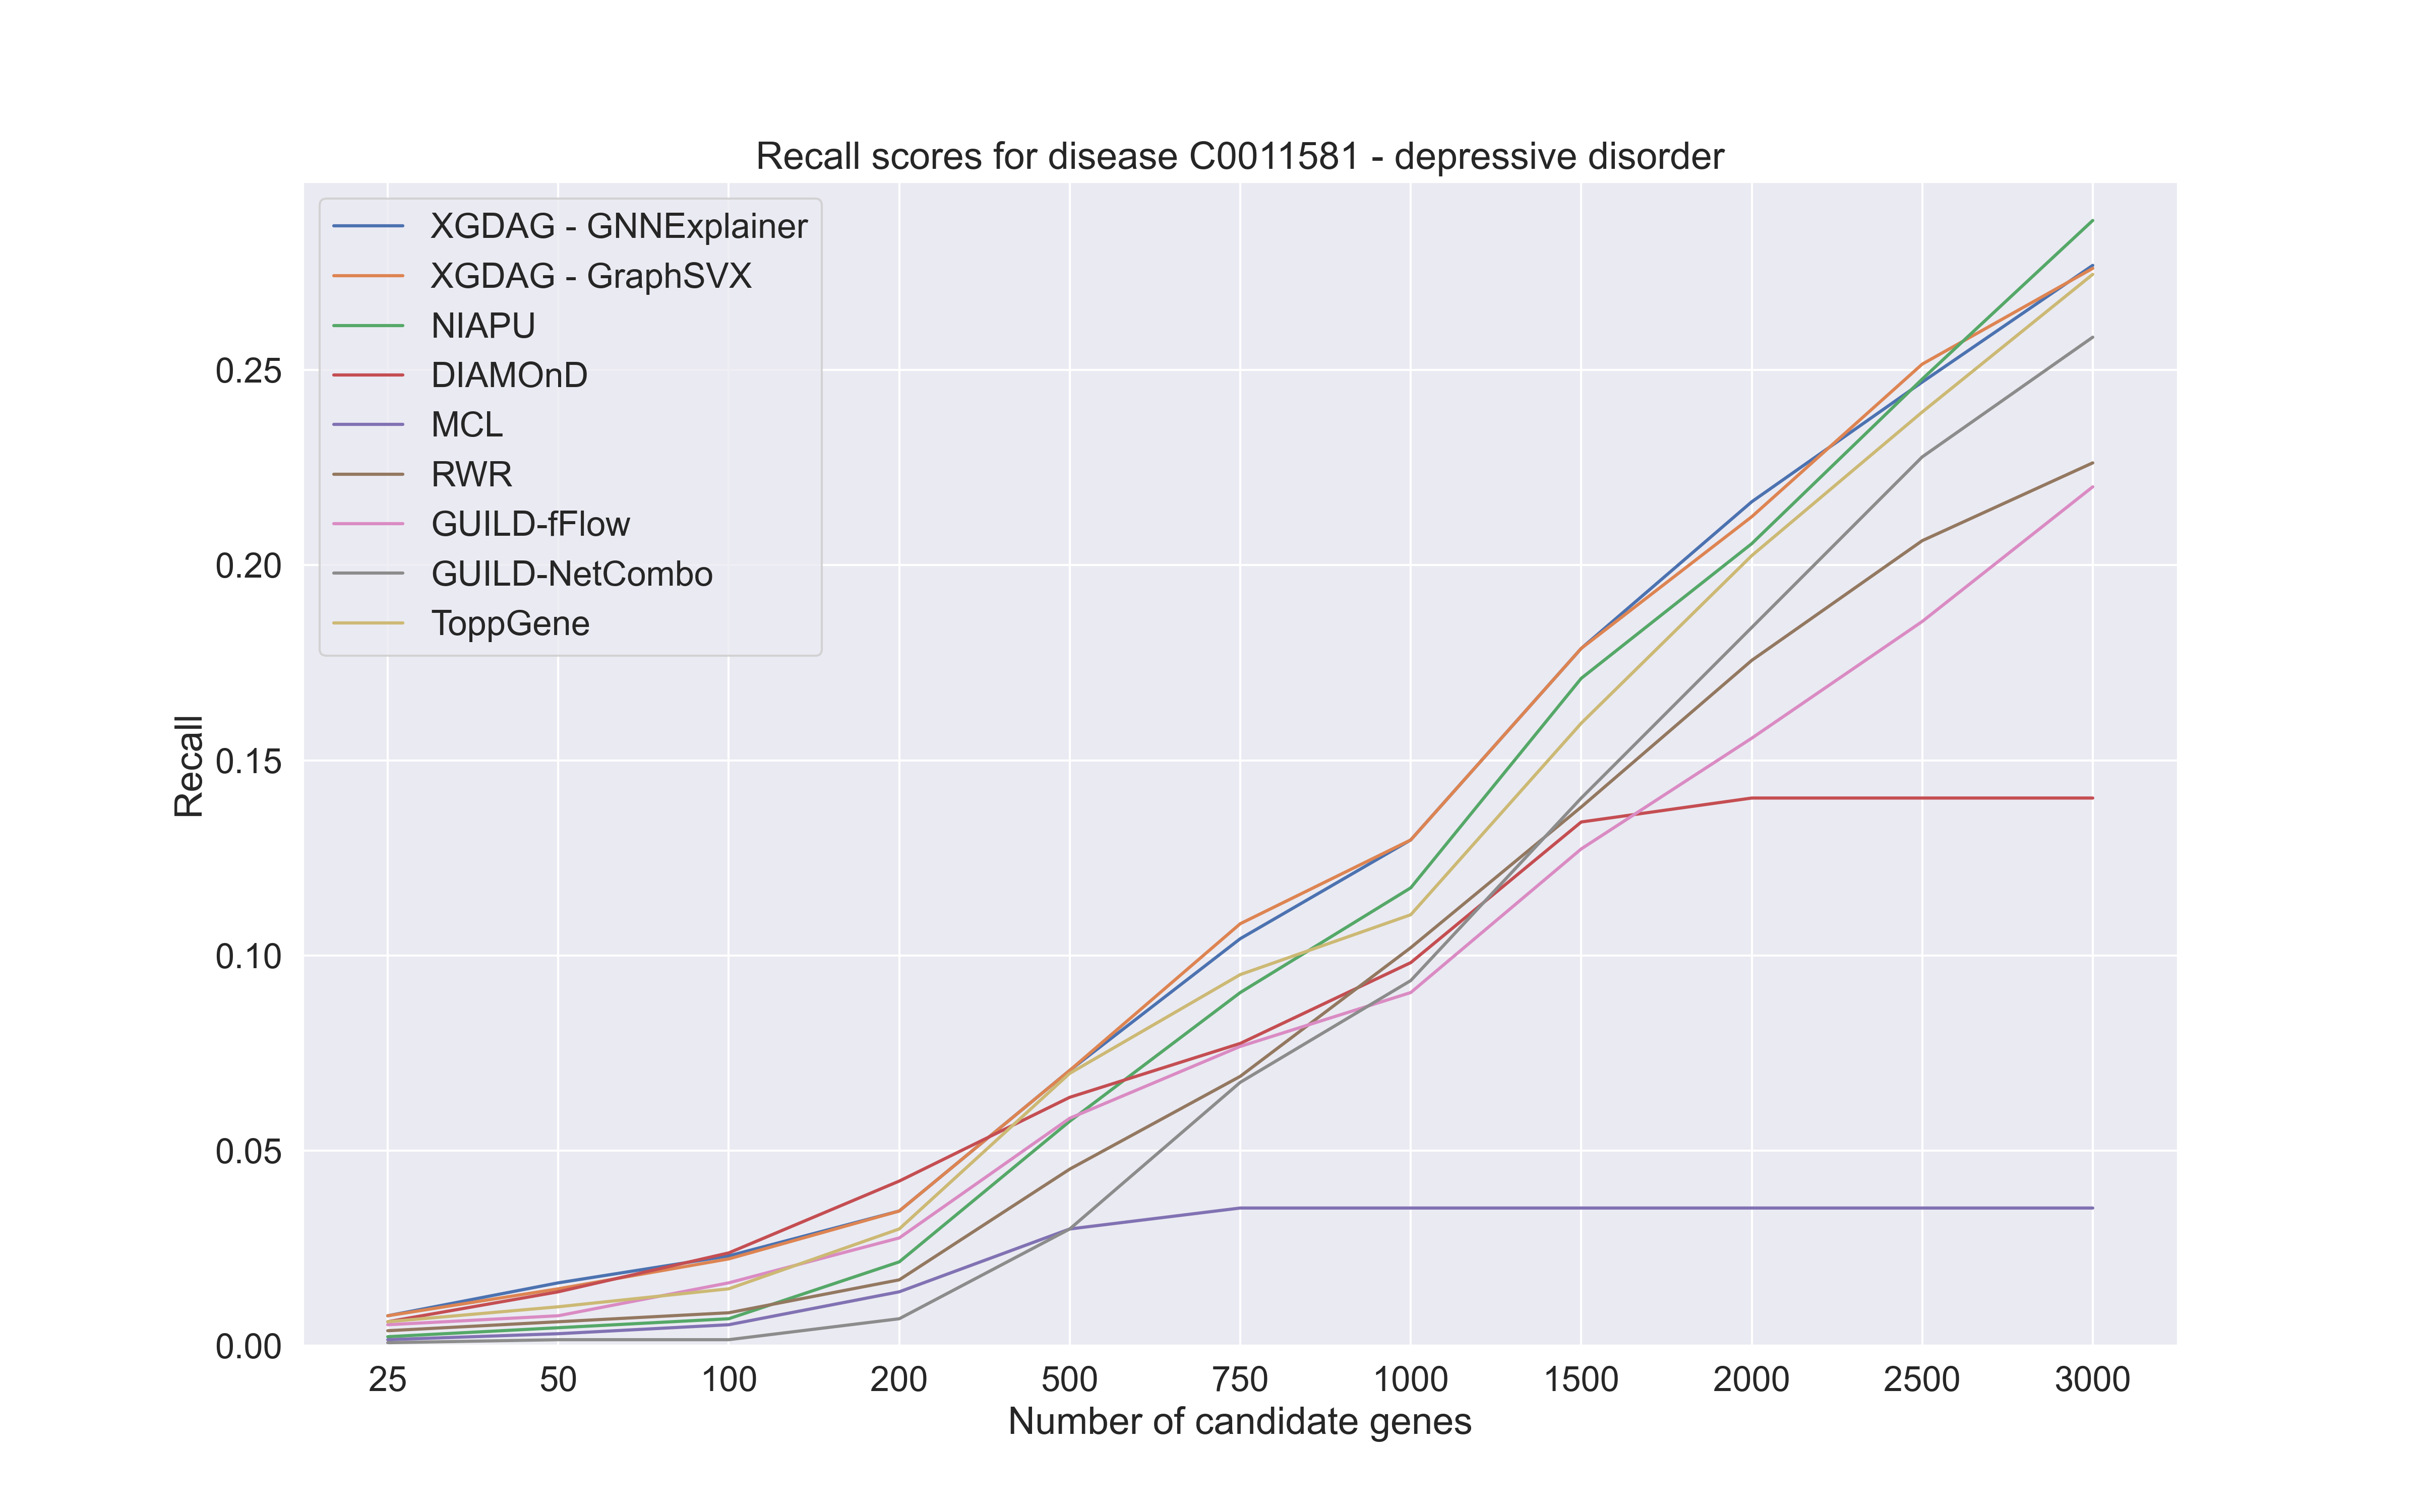 Recall scores for disease C0011581 - depressive disorder
XGDAG - GNNExplainer
XGDAG - GraphSVX
NIAPU
DIAMOnD
MCL
RWR
GUILD-fFlow
GUILD-NetCombo
ToppGene
0.25
0.20
0.15
0.10
0.05
0.00
Recall
25 50 100 200 500 750 1000 1500 2000 2500 3000
Number of candidate genes